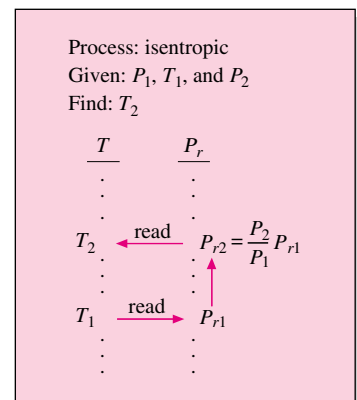 Process: isentropic
Given: P₁, T₁, and P₂
Find: T₂
T Pᵣ
. .
. .
. .
T₂ read Pᵣ₂ = P₂/P₁ Pᵣ₁
. .
. .
. .
T₁ read Pᵣ₁
. .
. .
. .